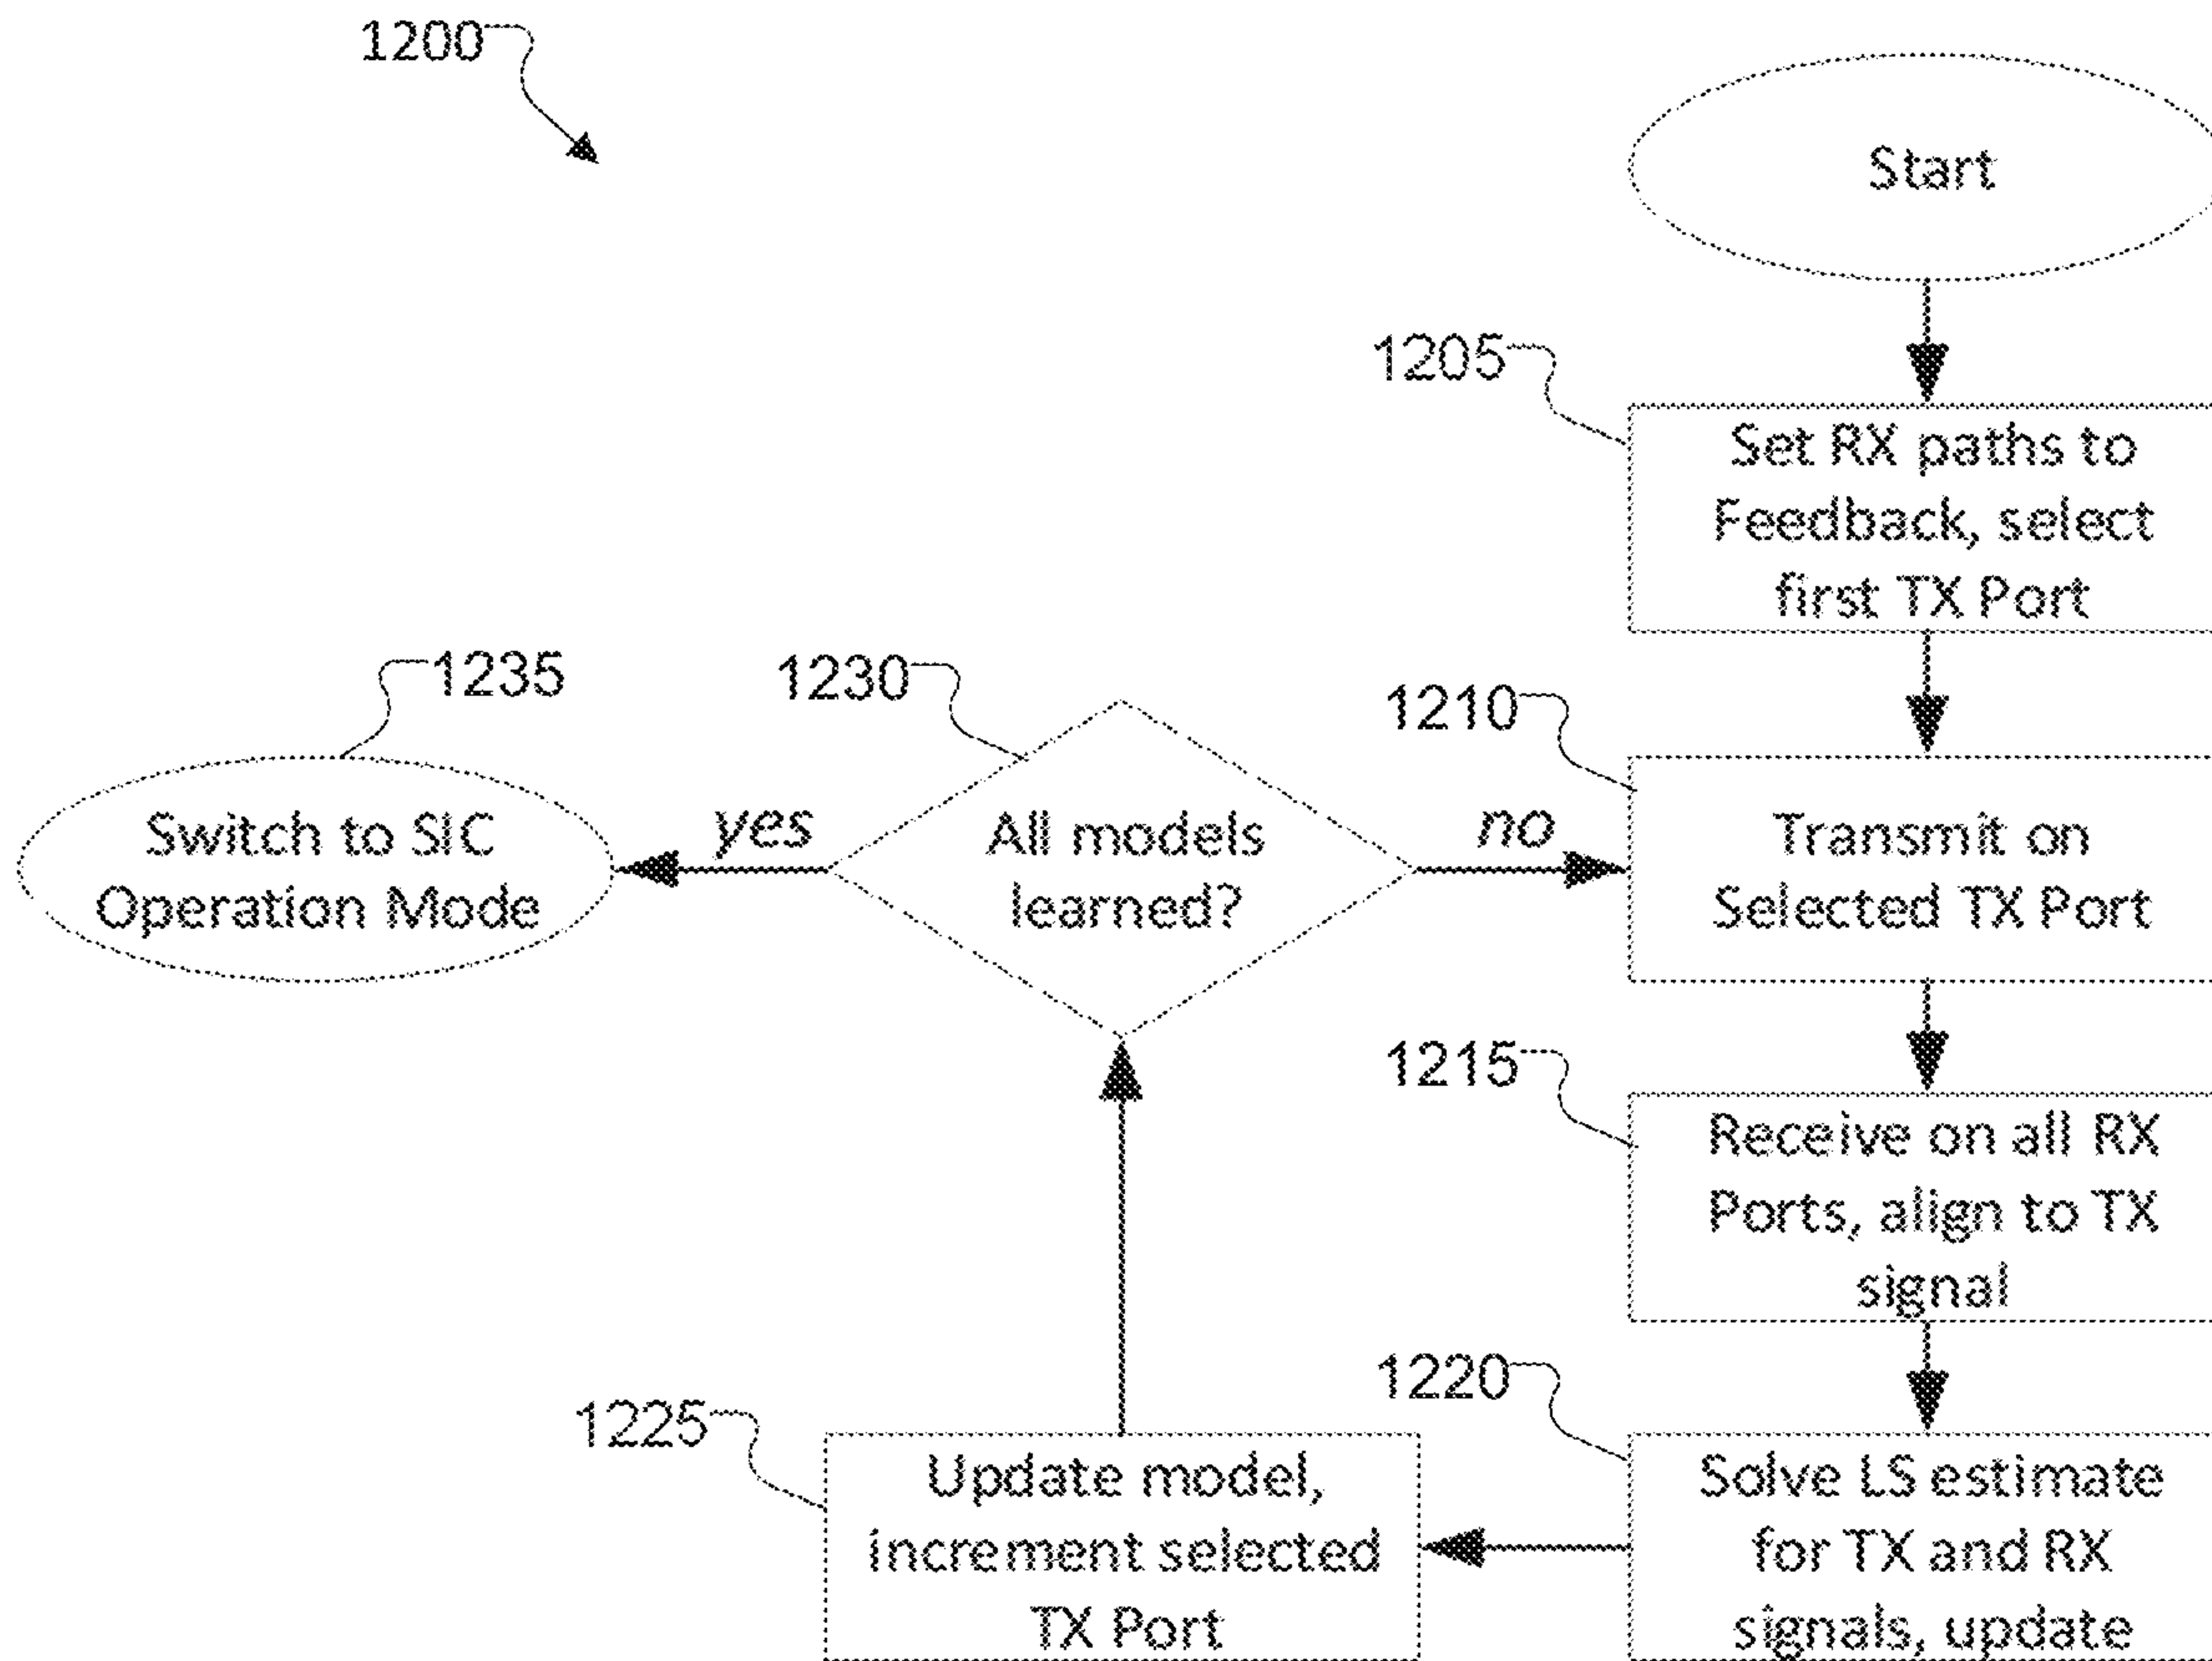 1200
Start
1205
Set RX paths to
Feedback, select
first TX Port
1235
1230
1210
Switch to SIC
Operation Mode
yes
All models
learned?
no
Transmit on
Selected TX Port
1215
Receive on all RX
Ports, align to TX
signal
1220
1225
Update model,
increment selected
TX Port
Solve LS estimate
for TX and RX
signals, update